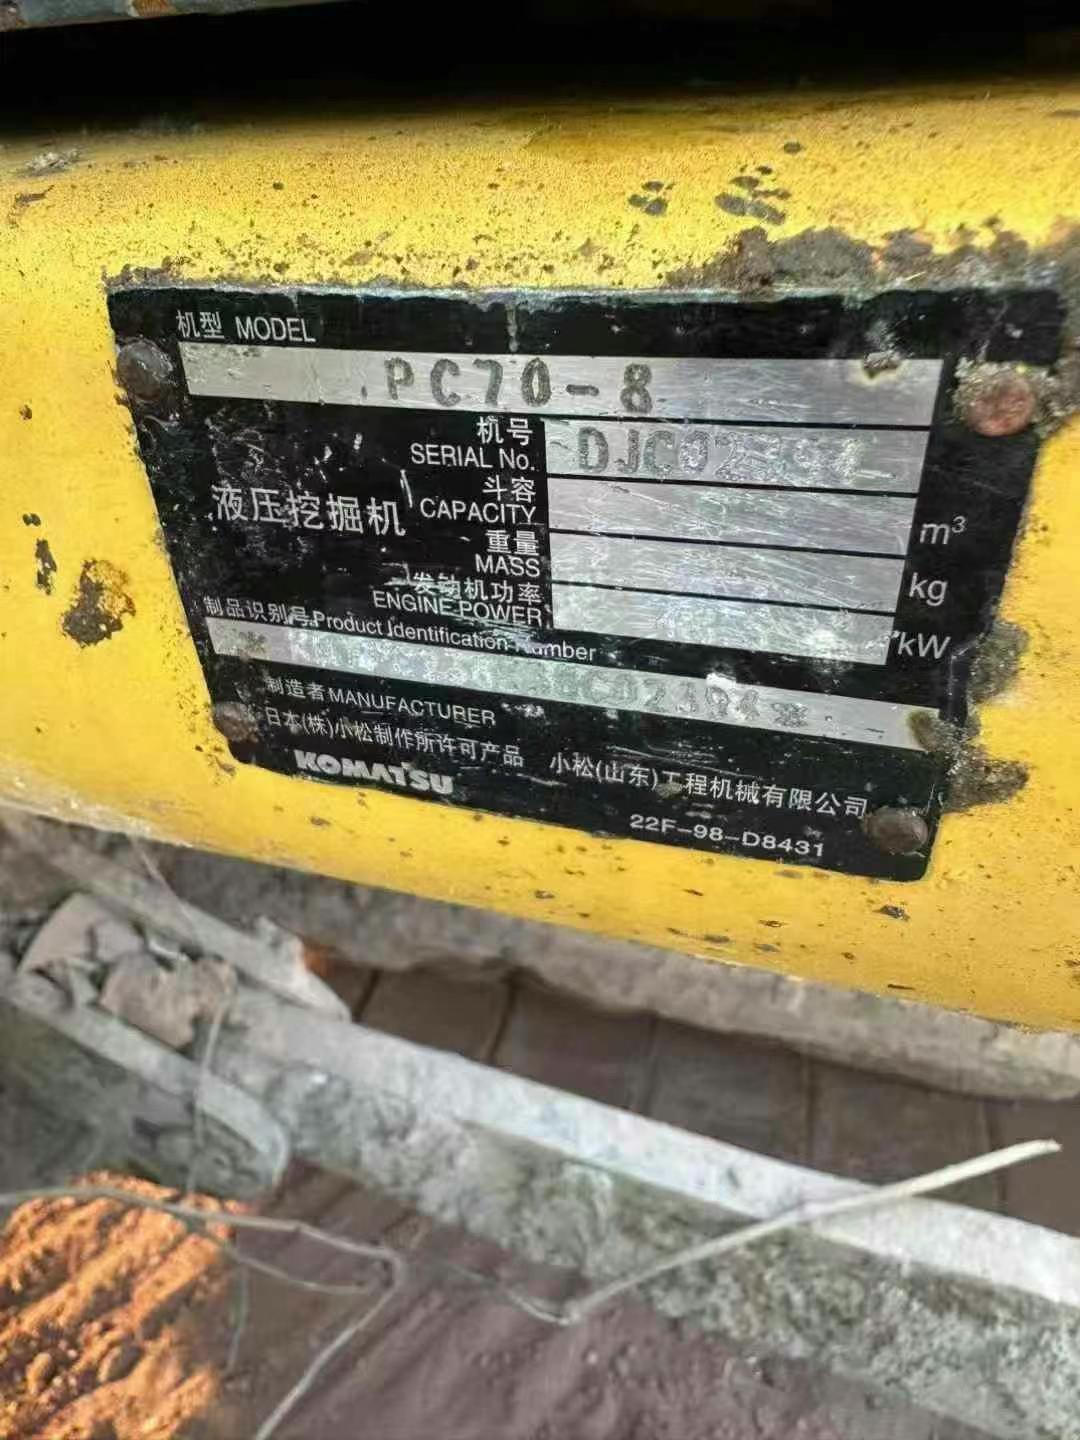 机型 MODEL
PC70-8
机号
SERIAL No.
斗容
CAPACITY
m³
液压挖掘机
重量
MASS
kg
发动机功率
ENGINE POWER
kW
制品识别号 Product Identification Number
制造者 MANUFACTURER
日本(株)小松制作所许可产品 小松(山东)工程机械有限公司
KOMATSU
22F-98-D8431